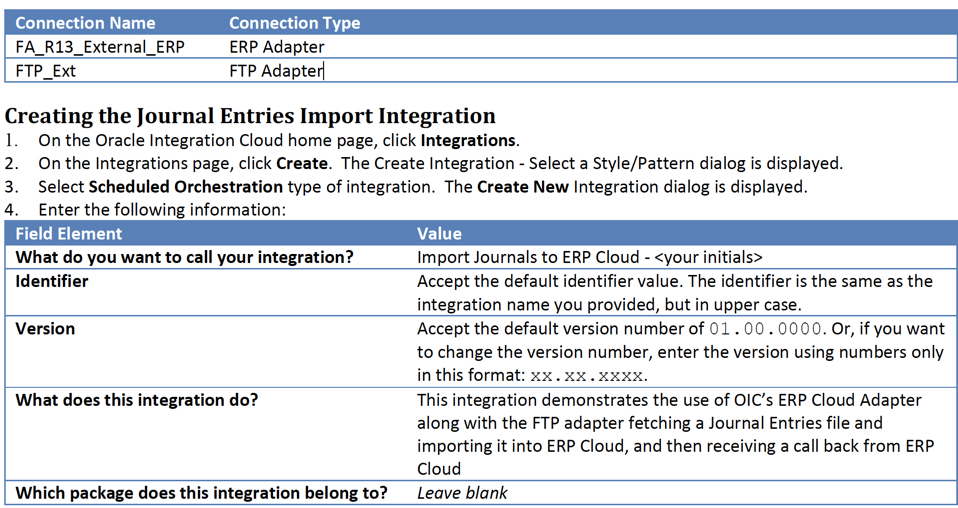 Connection Name Connection Type
FA_R13_External_ERP ERP Adapter
FTP_Ext FTP Adapter
Creating the Journal Entries Import Integration
1. On the Oracle Integration Cloud home page, click Integrations.
2. On the Integrations page, click Create. The Create Integration - Select a Style/Pattern dialog is displayed.
3. Select Scheduled Orchestration type of integration. The Create New Integration dialog is displayed.
4. Enter the following information:
Field Element Value
What do you want to call your integration? Import Journals to ERP Cloud - <your initials>
Identifier Accept the default identifier value. The identifier is the same as the
integration name you provided, but in upper case.
Version Accept the default version number of 01.00.0000. Or, if you want
to change the version number, enter the version using numbers only
in this format: xx.xx.xxxx.
What does this integration do? This integration demonstrates the use of OIC’s ERP Cloud Adapter
along with the FTP adapter fetching a Journal Entries file and
importing it into ERP Cloud, and then receiving a call back from ERP
Cloud
Which package does this integration belong to? Leave blank